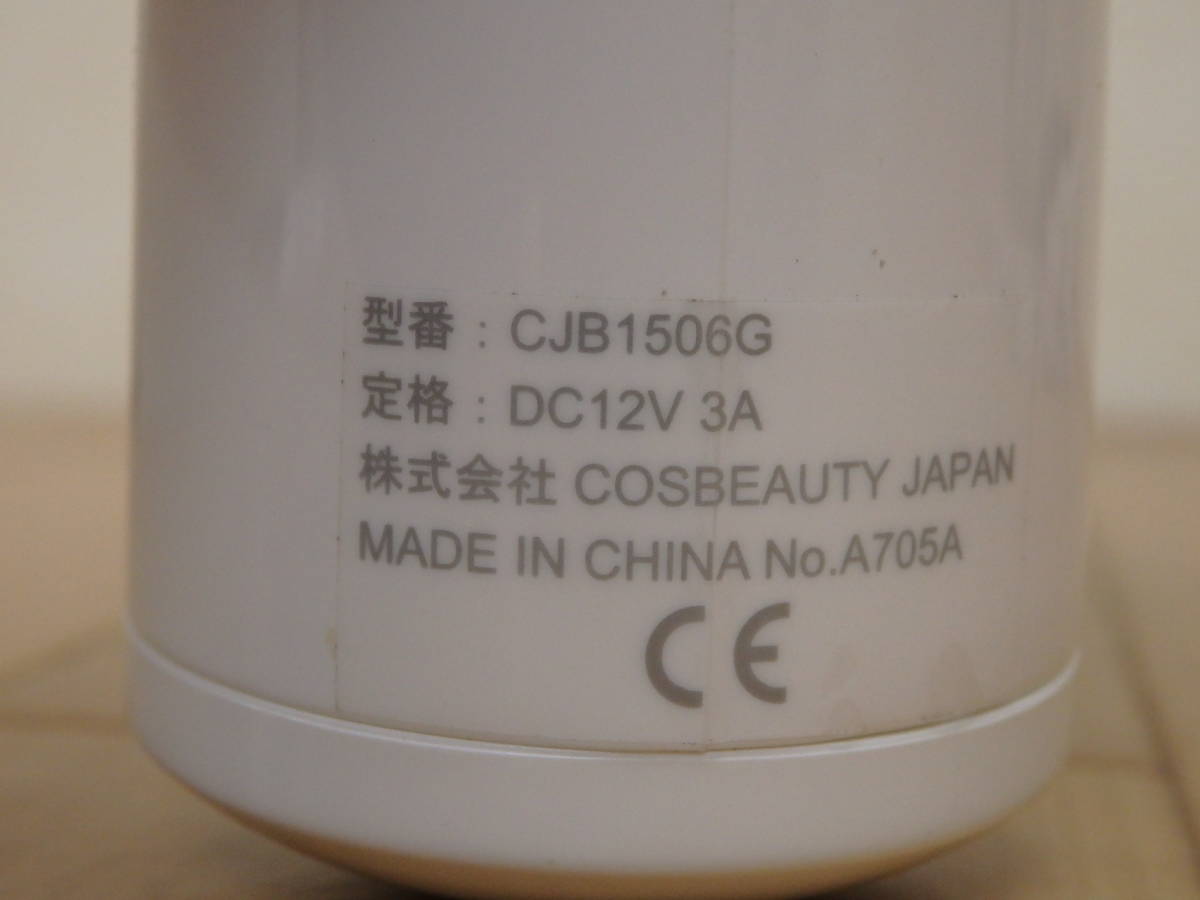 型番 : CJB1506G
定格 : DC12V 3A
株式会社 COSBEAUTY JAPAN
MADE IN CHINA No.A705A
CE